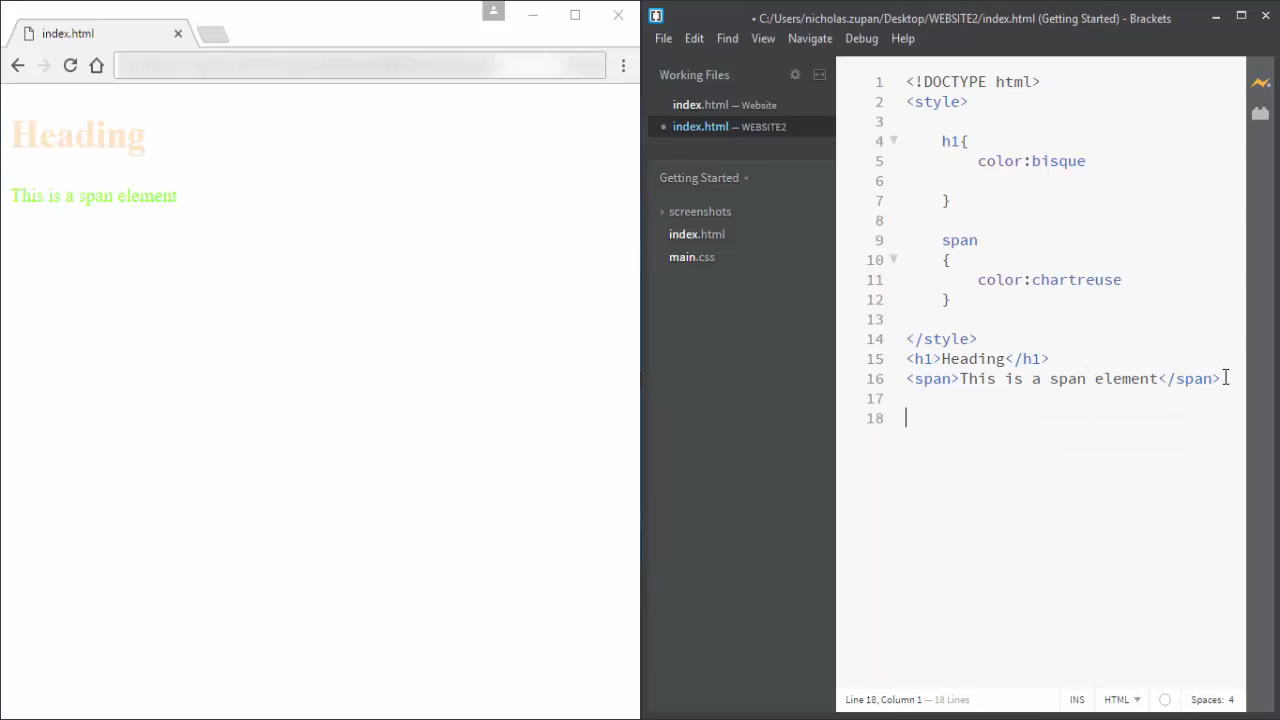 index.html
Heading
This is a span element
• C:/Users/nicholas.zupan/Desktop/WEBSITE2/index.html (Getting Started) - Brackets
File Edit Find View Navigate Debug Help
Working Files
index.html — Website
index.html — WEBSITE2
Getting Started
screenshots
index.html
main.css
1 <!DOCTYPE html>
2 <style>
3
4 h1{
5 color:bisque
6
7 }
8
9 span
10 {
11 color:chartreuse
12 }
13
14 </style>
15 <h1>Heading</h1>
16 <span>This is a span element</span>
17
18
Line 18, Column 1 — 18 Lines
INS
HTML
Spaces: 4